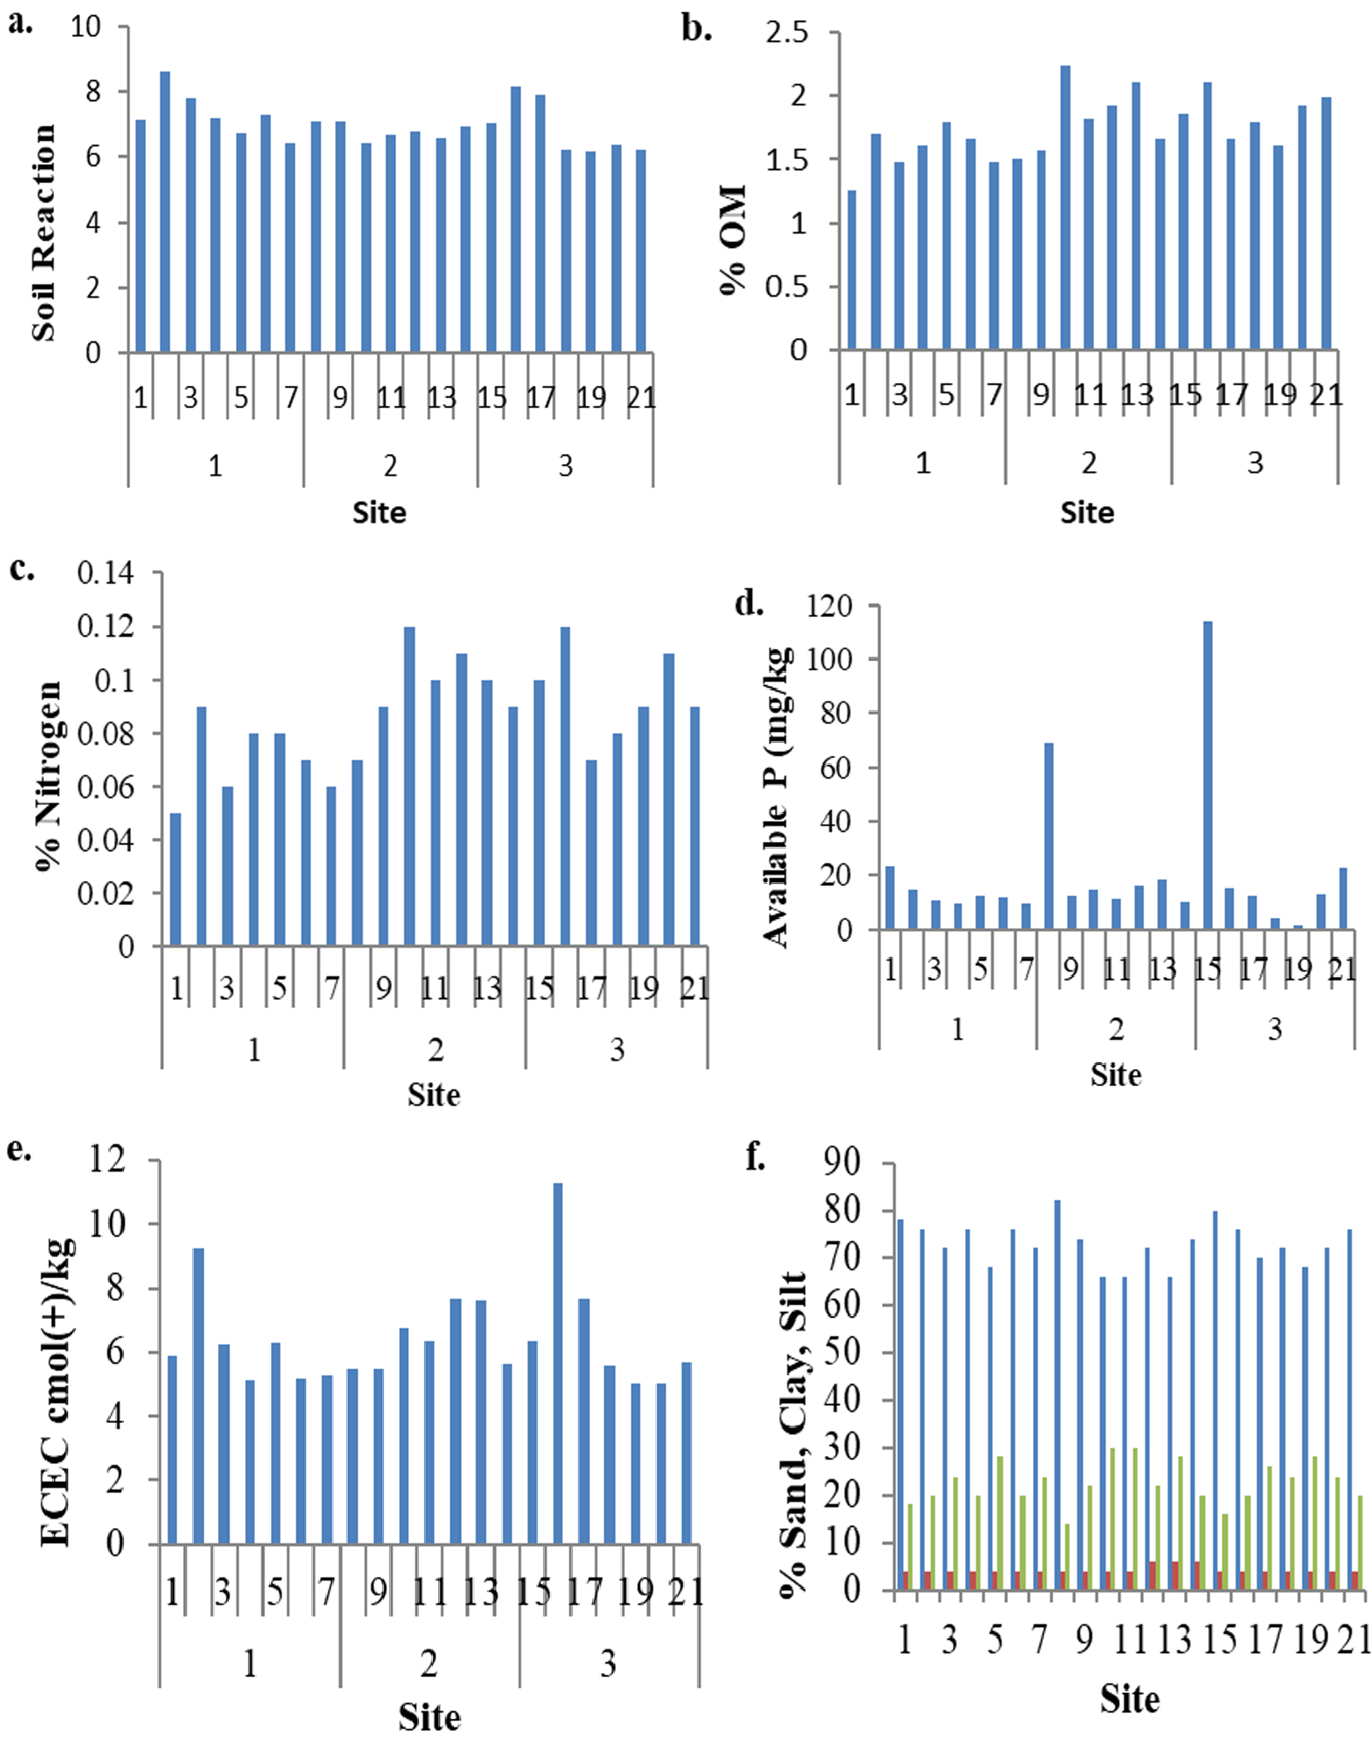 a.
10
8
6
4
2
0
Soil Reaction
1 3 5 7 9 11 13 15 17 19 21
1 2 3
Site
b.
2.5
2
1.5
1
0.5
0
% OM
1 3 5 7 9 11 13 15 17 19 21
1 2 3
Site
c.
0.14
0.12
0.1
0.08
0.06
0.04
0.02
0
% Nitrogen
1 3 5 7 9 11 13 15 17 19 21
1 2 3
Site
d.
120
100
80
60
40
20
0
Available P (mg/kg
1 3 5 7 9 11 13 15 17 19 21
1 2 3
Site
e.
12
10
8
6
4
2
0
ECEC cmol(+)/kg
1 3 5 7 9 11 13 15 17 19 21
1 2 3
Site
f.
90
80
70
60
50
40
30
20
10
0
% Sand, Clay, Silt
1 3 5 7 9 11 13 15 17 19 21
Site